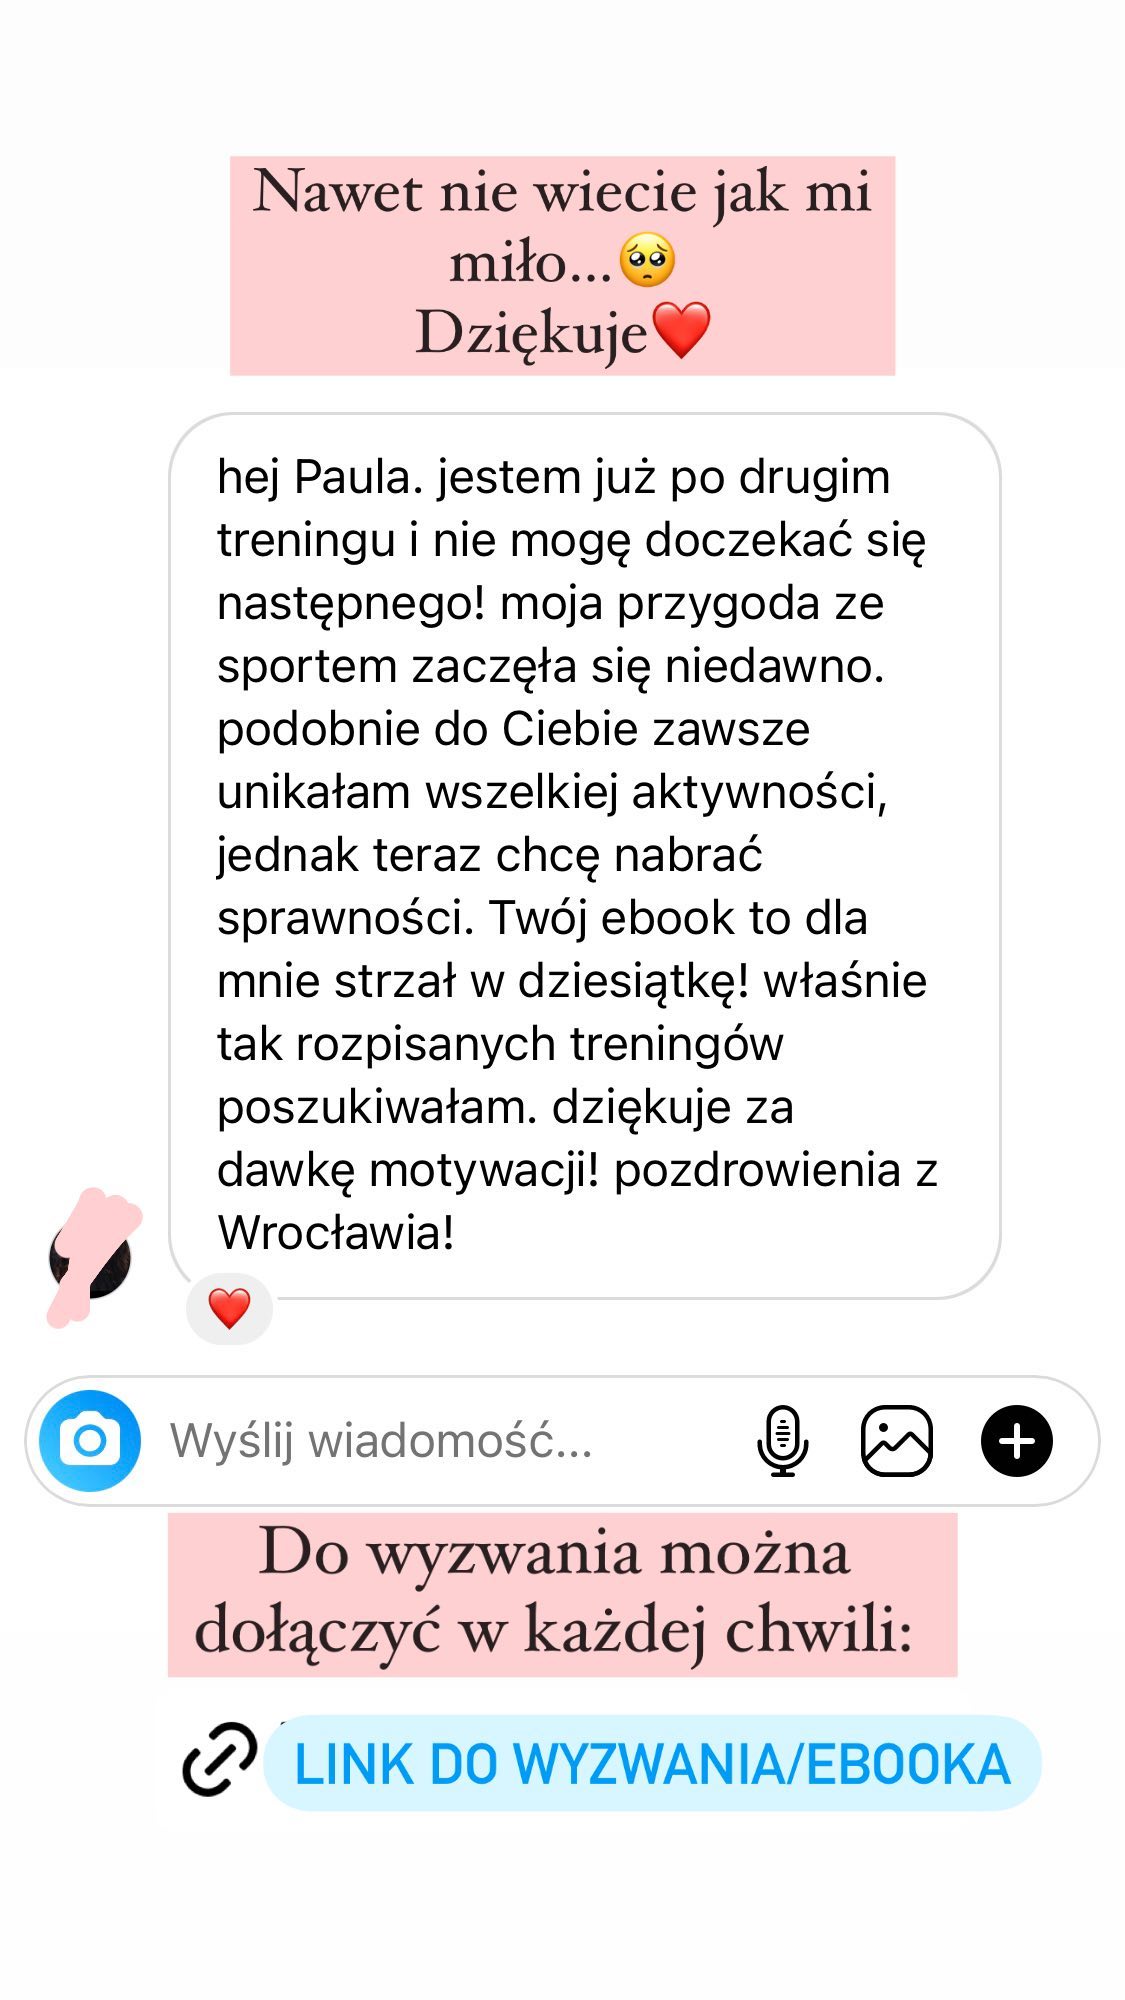 Nawet nie wiecie jak mi
miło...🥺
Dziękuje❤️
hej Paula. jestem już po drugim
treningu i nie mogę doczekać się
następnego! moja przygoda ze
sportem zaczęła się niedawno.
podobnie do Ciebie zawsze
unikałam wszelkiej aktywności,
jednak teraz chcę nabrać
sprawności. Twój ebook to dla
mnie strzał w dziesiątkę! właśnie
tak rozpisanych treningów
poszukiwałam. dziękuje za
dawkę motywacji! pozdrowienia z
Wrocławia!
❤️
Wyślij wiadomość...
Do wyzwania można
dołączyć w każdej chwili:
LINK DO WYZWANIA/EBOOKA